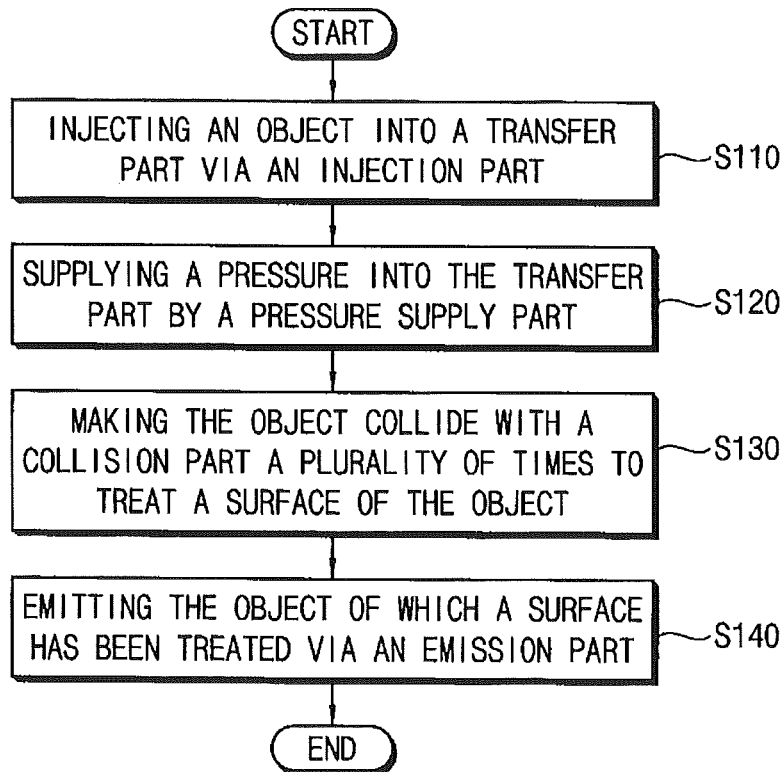 START
INJECTING AN OBJECT INTO A TRANSFER
PART VIA AN INJECTION PART
S110
SUPPLYING A PRESSURE INTO THE TRANSFER
PART BY A PRESSURE SUPPLY PART
S120
MAKING THE OBJECT COLLIDE WITH A
COLLISION PART A PLURALITY OF TIMES TO
TREAT A SURFACE OF THE OBJECT
S130
EMITTING THE OBJECT OF WHICH A SURFACE
HAS BEEN TREATED VIA AN EMISSION PART
S140
END